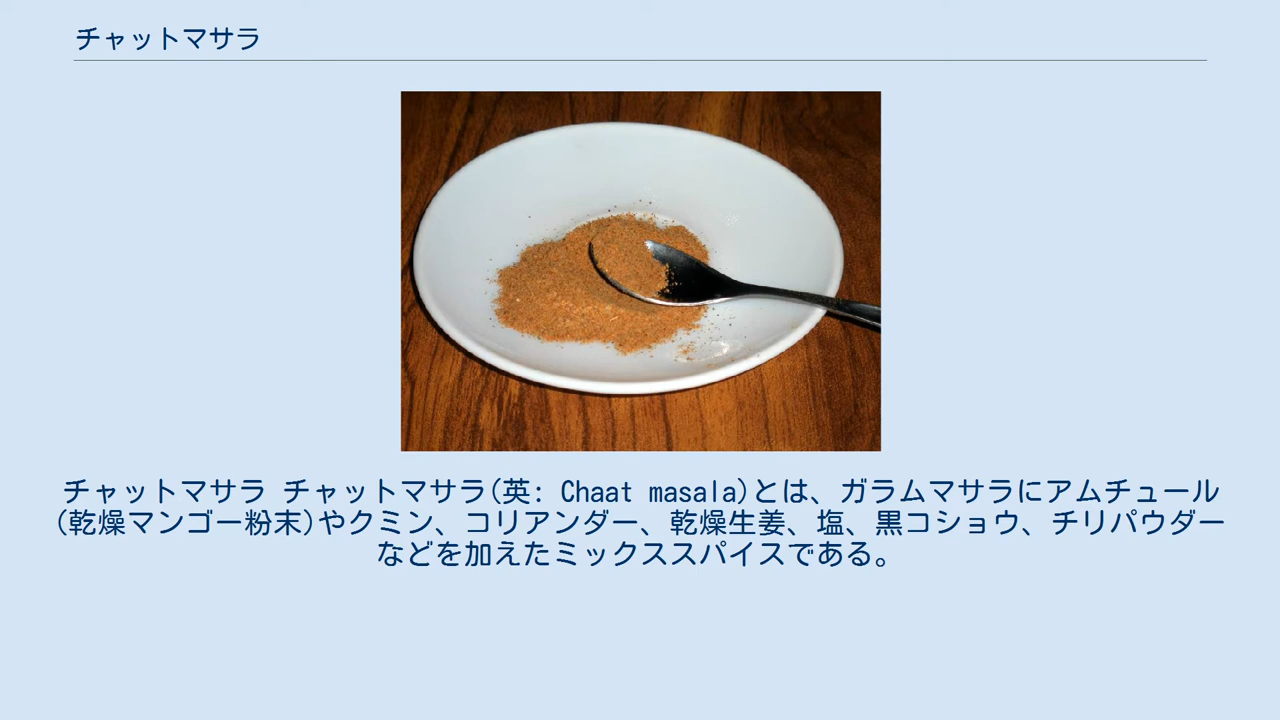 チャットマサラ
チャットマサラ チャットマサラ(英: Chaat masala)とは、ガラムマサラにアムチュール
(乾燥マンゴー粉末)やクミン、コリアンダー、乾燥生姜、塩、黒コショウ、チリパウダー
などを加えたミックススパイスである。